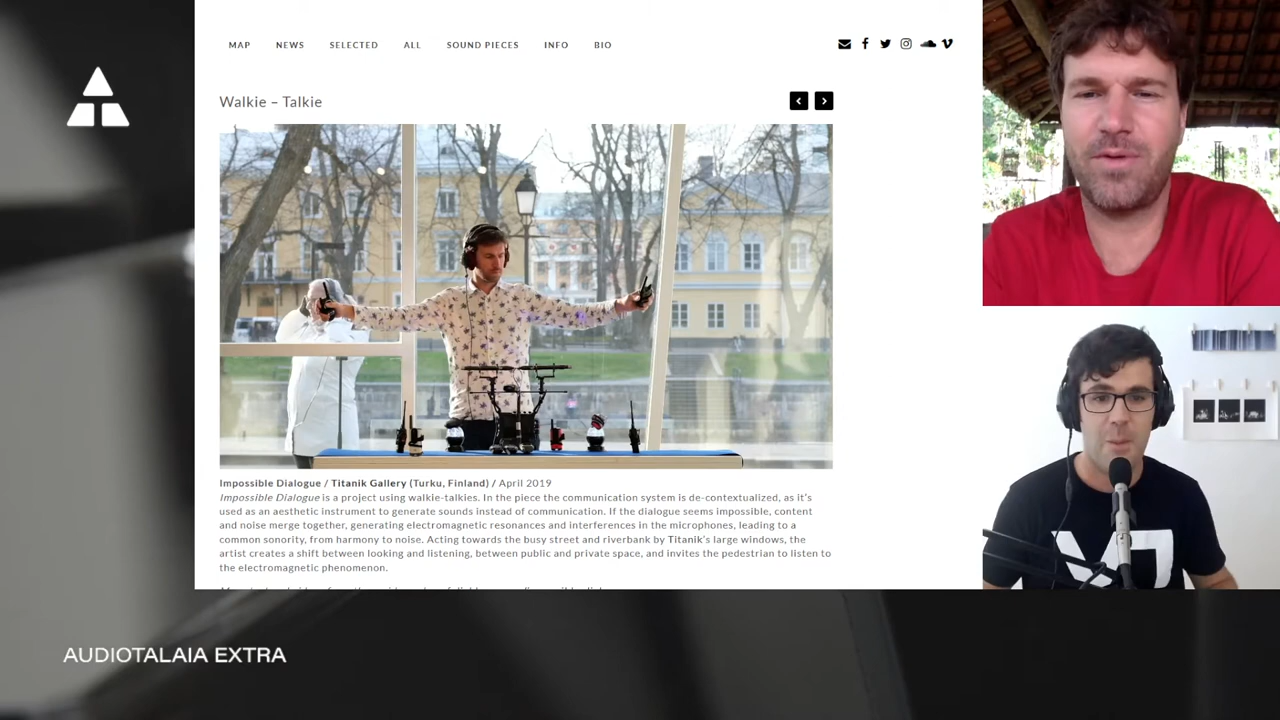 MAP NEWS SELECTED ALL SOUND PIECES INFO BIO
Walkie – Talkie
Impossible Dialogue / Titanik Gallery (Turku, Finland) / April 2019
Impossible Dialogue is a project using walkie-talkies. In the piece the communication system is de-contextualized, as it's
used as an aesthetic instrument to generate sounds instead of communication. If the dialogue seems impossible, content
and noise merge together, generating electromagnetic resonances and interferences in the microphones, leading to a
common sonority, from harmony to noise. Acting towards the busy street and riverbank by Titanik's large windows, the
artist creates a shift between looking and listening, between public and private space, and invites the pedestrian to listen to
the electromagnetic phenomenon.
AUDIOTALAIA EXTRA